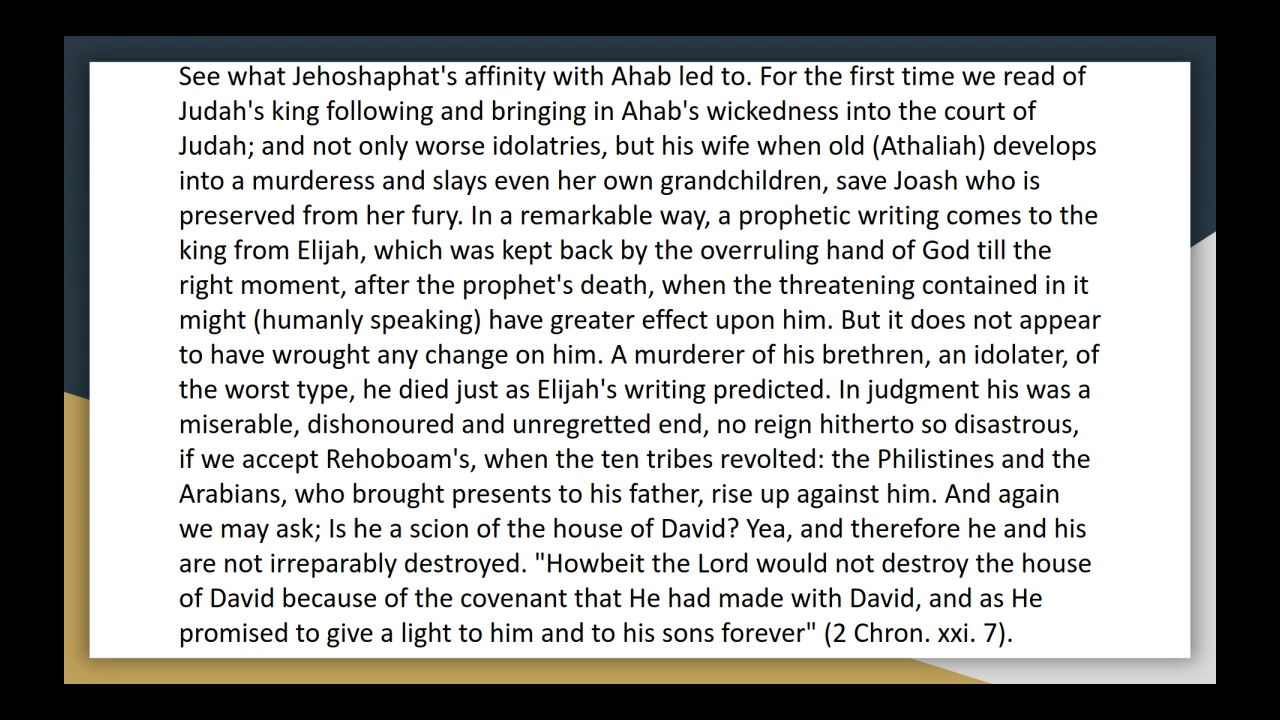 See what Jehoshaphat's affinity with Ahab led to. For the first time we read of
Judah's king following and bringing in Ahab's wickedness into the court of
Judah; and not only worse idolatries, but his wife when old (Athaliah) develops
into a murderess and slays even her own grandchildren, save Joash who is
preserved from her fury. In a remarkable way, a prophetic writing comes to the
king from Elijah, which was kept back by the overruling hand of God till the
right moment, after the prophet's death, when the threatening contained in it
might (humanly speaking) have greater effect upon him. But it does not appear
to have wrought any change on him. A murderer of his brethren, an idolater, of
the worst type, he died just as Elijah's writing predicted. In judgment his was a
miserable, dishonoured and unregretted end, no reign hitherto so disastrous,
if we accept Rehoboam's, when the ten tribes revolted: the Philistines and the
Arabians, who brought presents to his father, rise up against him. And again
we may ask; Is he a scion of the house of David? Yea, and therefore he and his
are not irreparably destroyed. "Howbeit the Lord would not destroy the house
of David because of the covenant that He had made with David, and as He
promised to give a light to him and to his sons forever" (2 Chron. xxi. 7).